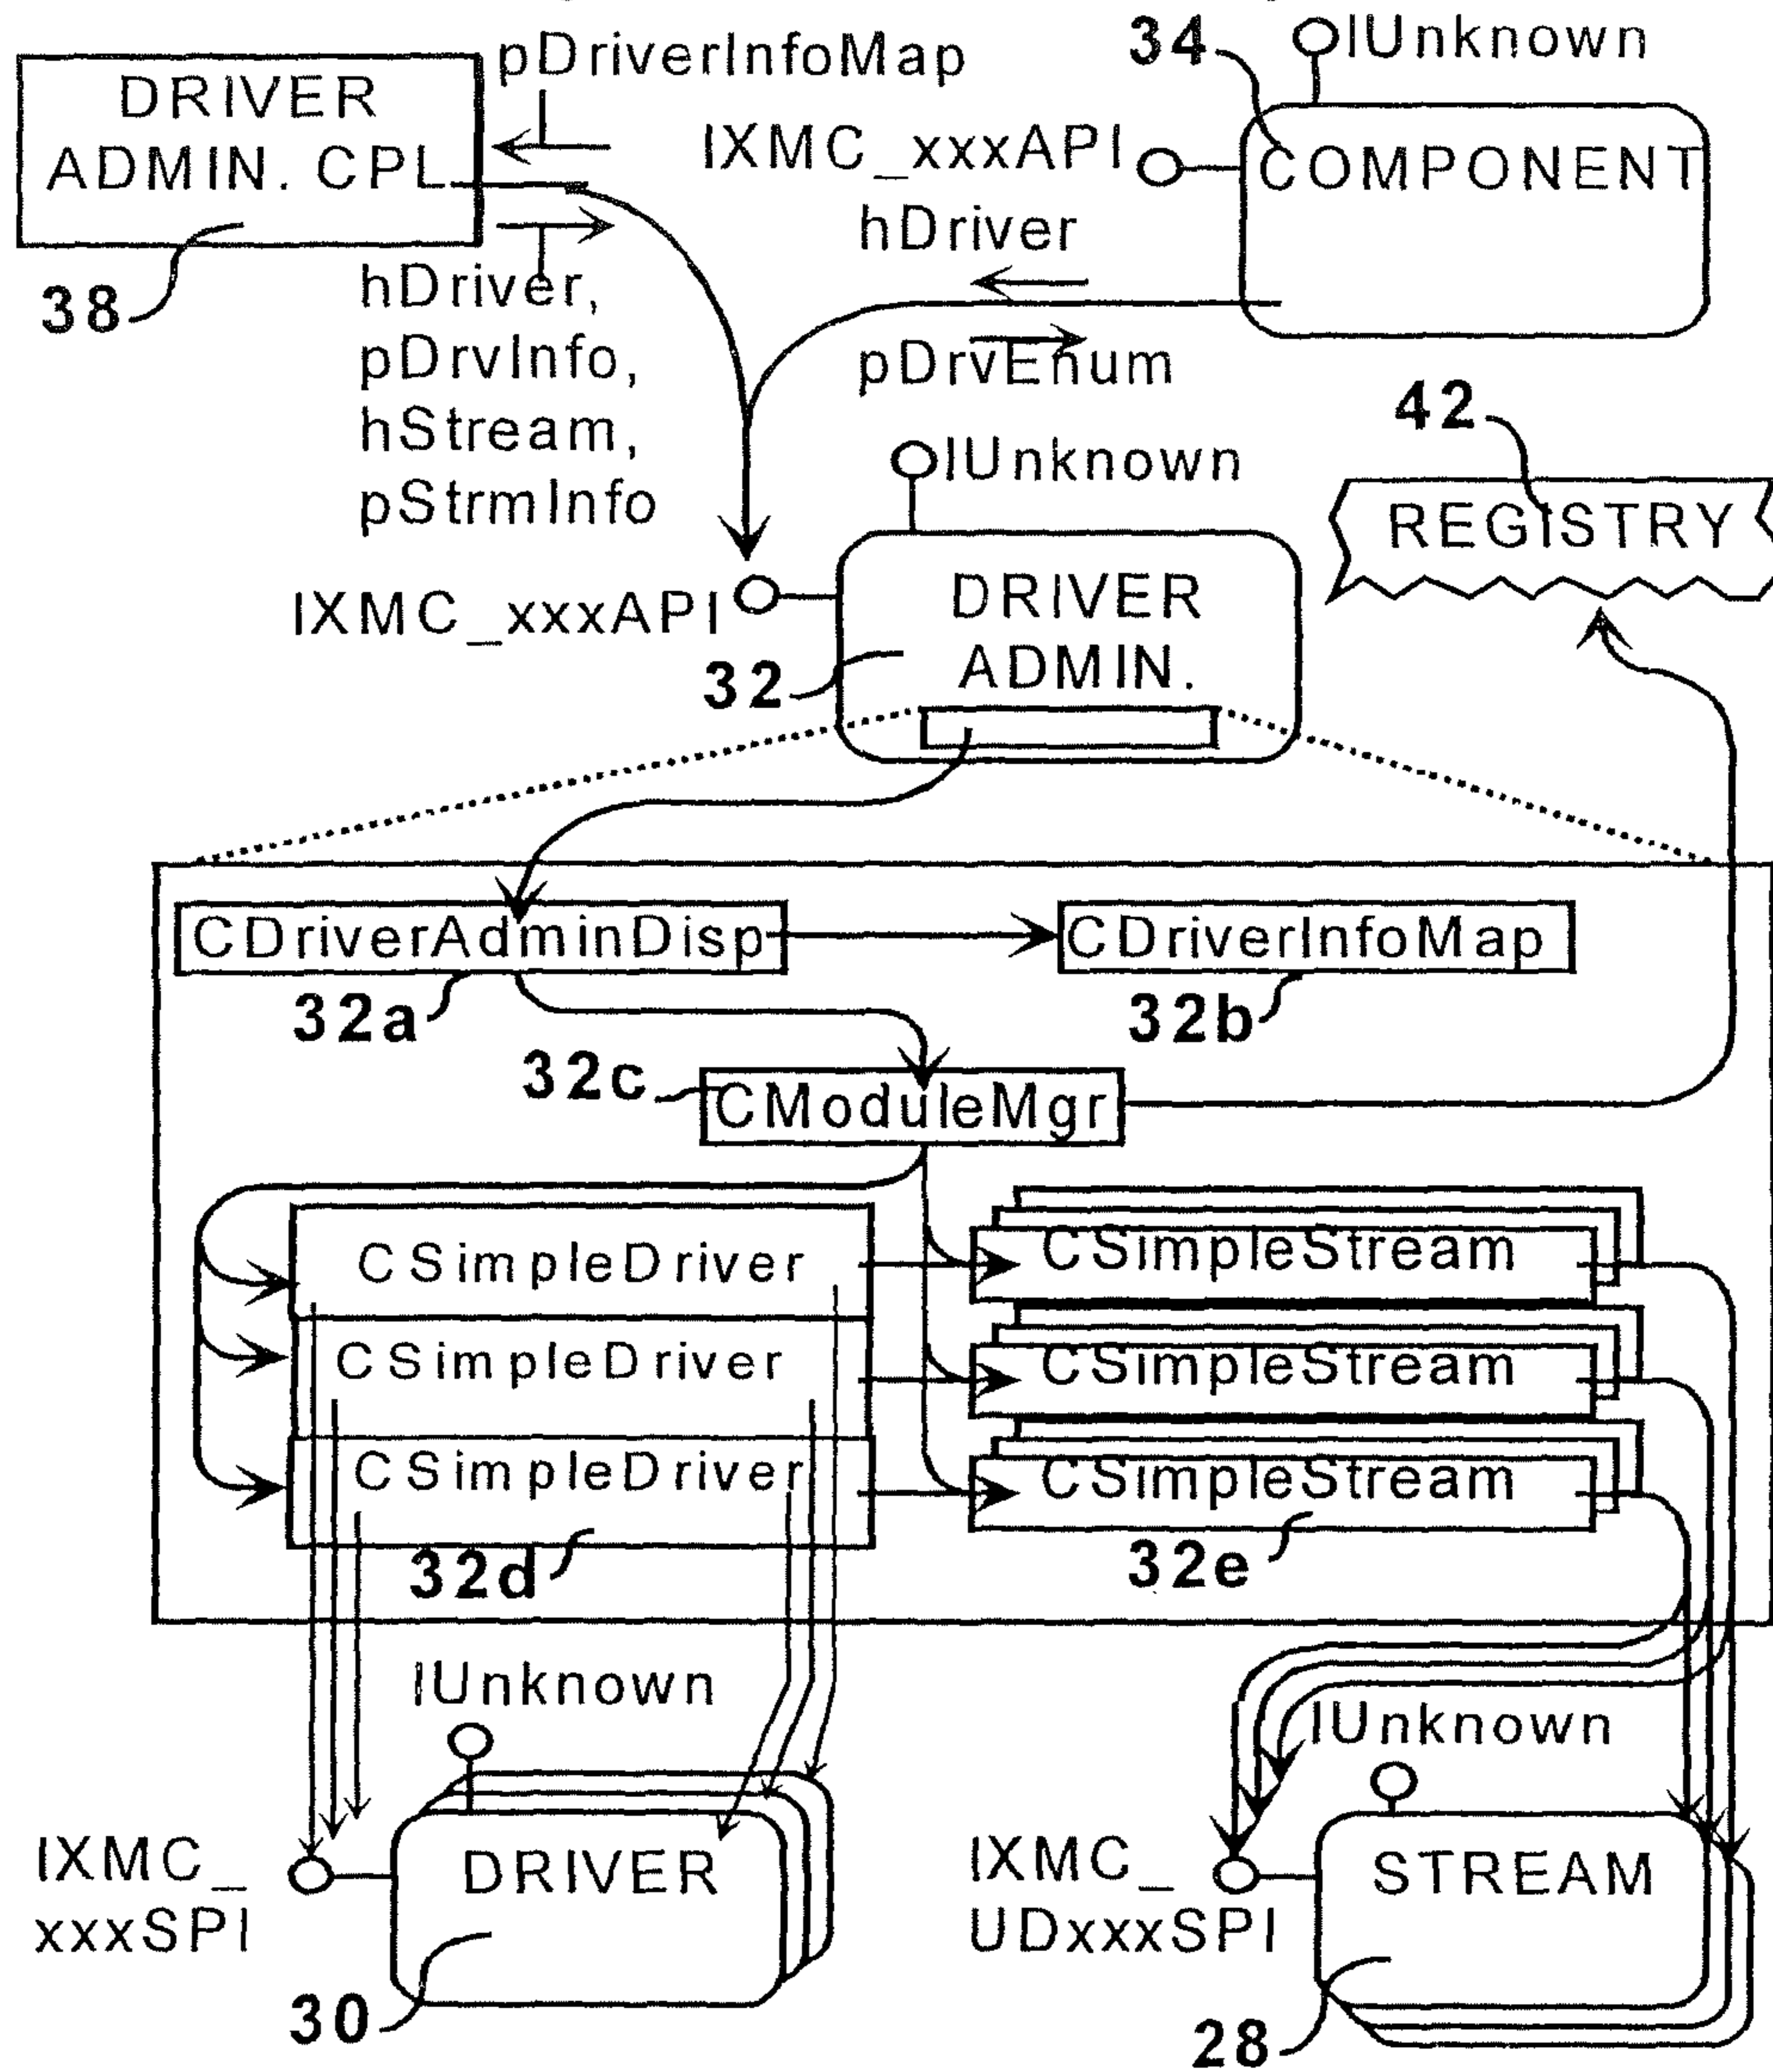 pDriverInfoMap
34
IUnknown
DRIVER
ADMIN. CPL
38
IXMC_xxxAPI
COMPONENT
hDriver
hDriver,
pDrvInfo,
hStream,
pStrmInfo
pDrvEnum
42
IUnknown
REGISTRY
IXMC_xxxAPI
DRIVER
ADMIN.
32
CDriverAdminDisp
CDriverInfoMap
32a
32b
32c
CModuleMgr
CSimpleDriver
CSimpleStream
CSimpleDriver
CSimpleStream
CSimpleDriver
CSimpleStream
32d
32e
IUnknown
IUnknown
IXMC_
xxxSPI
DRIVER
30
IXMC_
UDxxxSPI
STREAM
28